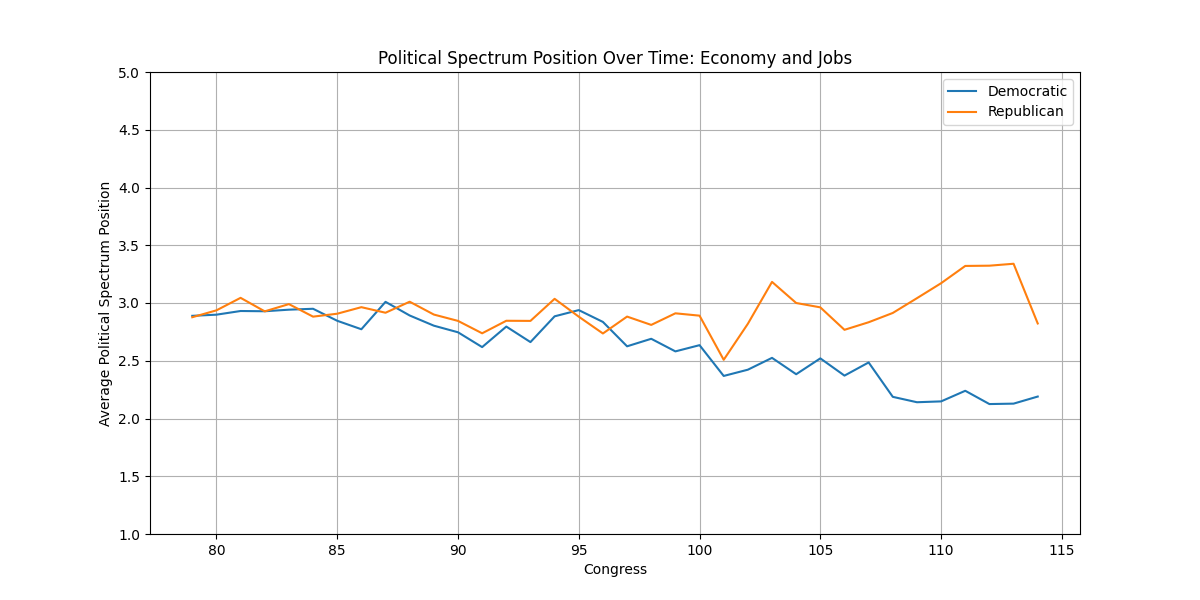 Political Spectrum Position Over Time: Economy and Jobs
Democratic
Republican
Average Political Spectrum Position
5.0
4.5
4.0
3.5
3.0
2.5
2.0
1.5
1.0
80 85 90 95 100 105 110 115
Congress